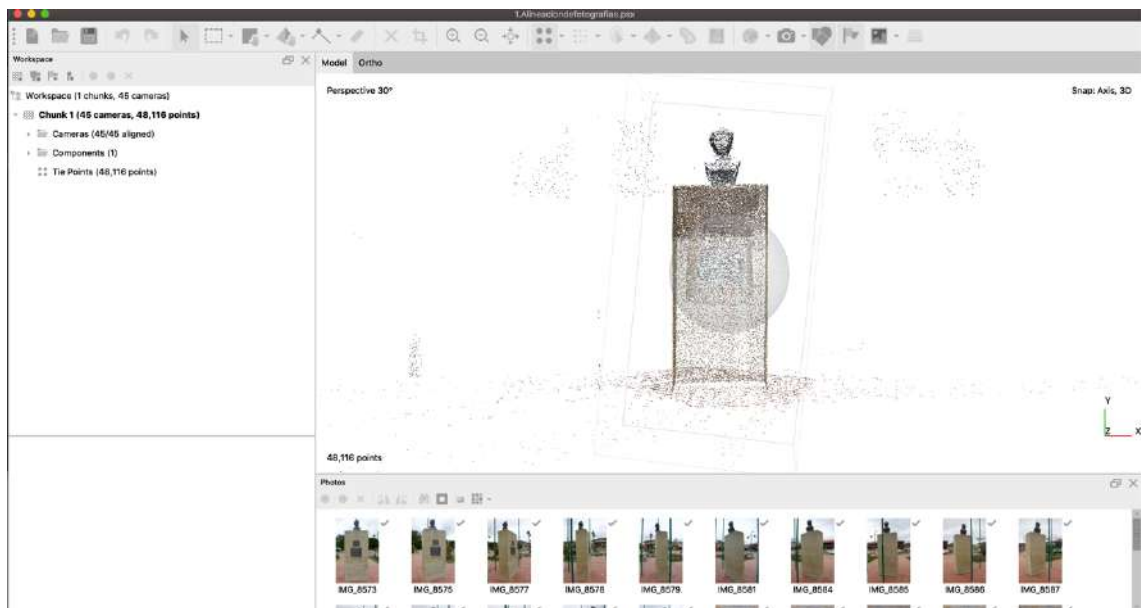 1.Alineaciondefotografias.psx
Workspace
Workspace (1 chunks, 45 cameras)
Chunk 1 (45 cameras, 48,116 points)
Cameras (45/45 aligned)
Components (1)
Tie Points (48,116 points)
Model Ortho
Perspective 30°
Snap: Axis, 3D
Y
Z X
48,116 points
Photos
IMG_8573 IMG_8575 IMG_8577 IMG_8578 IMG_8579 IMG_8581 IMG_8584 IMG_8585 IMG_8586 IMG_8587